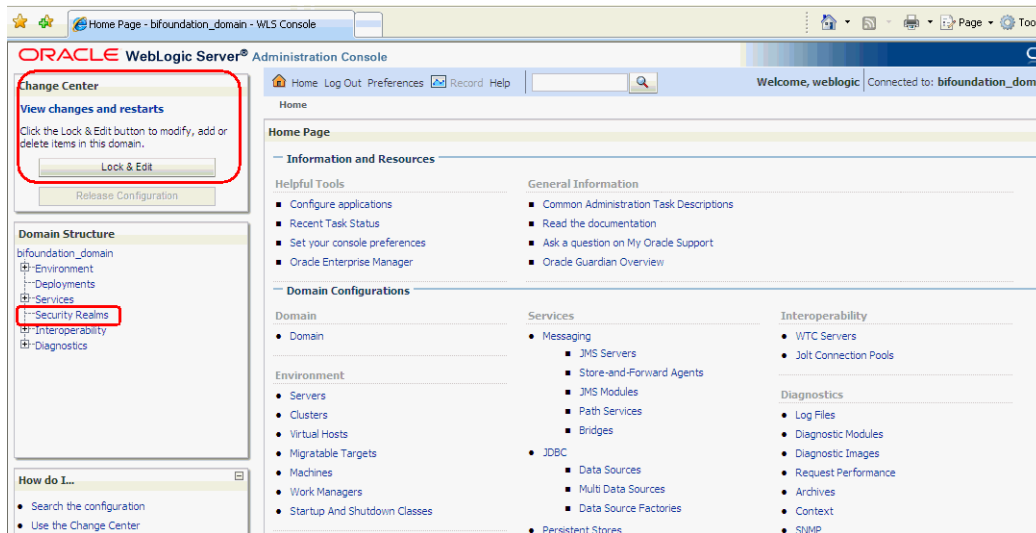 Home Page - bifoundation_domain - WLS Console
Page
Too
ORACLE WebLogic Server® Administration Console
Change Center
View changes and restarts
Click the Lock & Edit button to modify, add or
delete items in this domain.
Lock & Edit
Release Configuration
Domain Structure
bifoundation_domain
Environment
Deployments
Services
Security Realms
Interoperability
Diagnostics
How do I...
Search the configuration
Use the Change Center
Home Log Out Preferences Record Help
Welcome, weblogic Connected to: bifoundation_dom
Home
Home Page
Information and Resources
Helpful Tools
Configure applications
Recent Task Status
Set your console preferences
Oracle Enterprise Manager
General Information
Common Administration Task Descriptions
Read the documentation
Ask a question on My Oracle Support
Oracle Guardian Overview
Domain Configurations
Domain
Domain
Environment
Servers
Clusters
Virtual Hosts
Migratable Targets
Machines
Work Managers
Startup And Shutdown Classes
Services
Messaging
JMS Servers
Store-and-Forward Agents
JMS Modules
Path Services
Bridges
JDBC
Data Sources
Multi Data Sources
Data Source Factories
Persistent Stores
Interoperability
WTC Servers
Jolt Connection Pools
Diagnostics
Log Files
Diagnostic Modules
Diagnostic Images
Request Performance
Archives
Context
SNMP